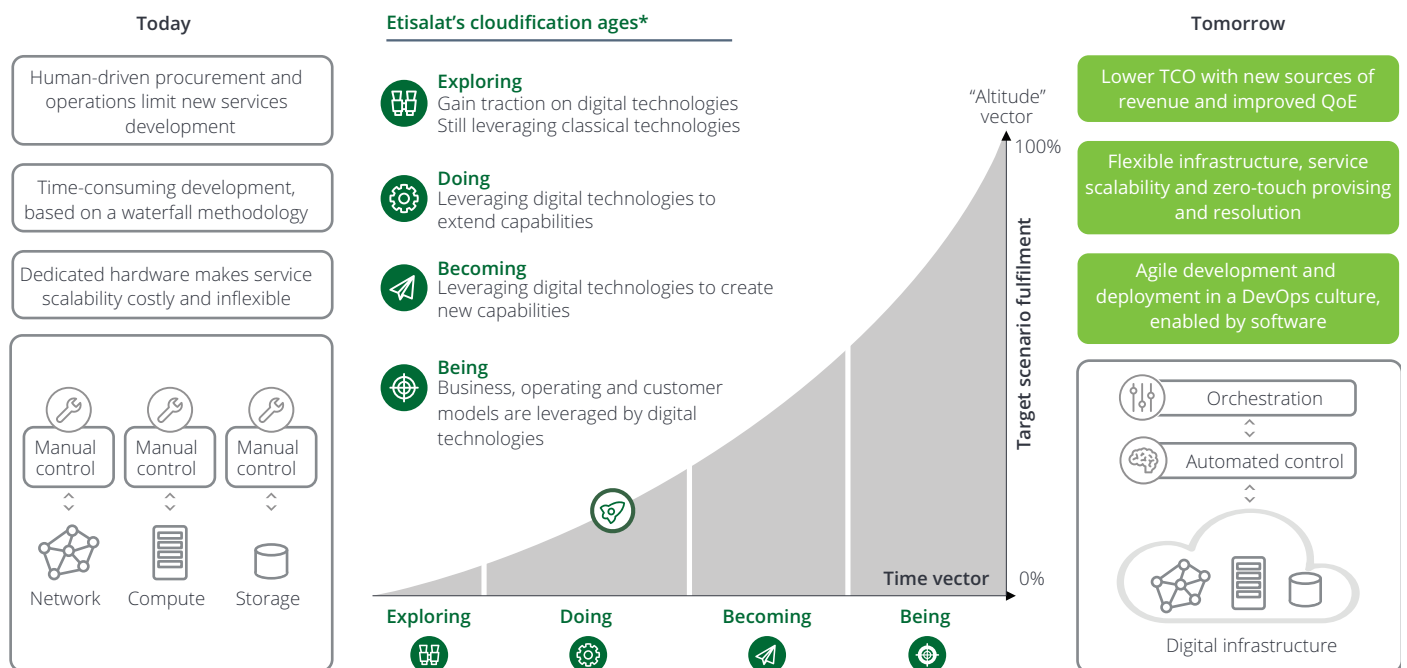 Today
Human-driven procurement and
operations limit new services
development
Time-consuming development,
based on a waterfall methodology
Dedicated hardware makes service
scalability costly and inflexible
Manual
control
Manual
control
Manual
control
Network
Compute
Storage
Etisalat’s cloudification ages*
Exploring
Gain traction on digital technologies
Still leveraging classical technologies
Doing
Leveraging digital technologies to
extend capabilities
Becoming
Leveraging digital technologies to create
new capabilities
Being
Business, operating and customer
models are leveraged by digital
technologies
“Altitude”
vector
100%
Target scenario fulfilment
Time vector
0%
Exploring
Doing
Becoming
Being
Tomorrow
Lower TCO with new sources of
revenue and improved QoE
Flexible infrastructure, service
scalability and zero-touch provising
and resolution
Agile development and
deployment in a DevOps culture,
enabled by software
Orchestration
Automated control
Digital infrastructure